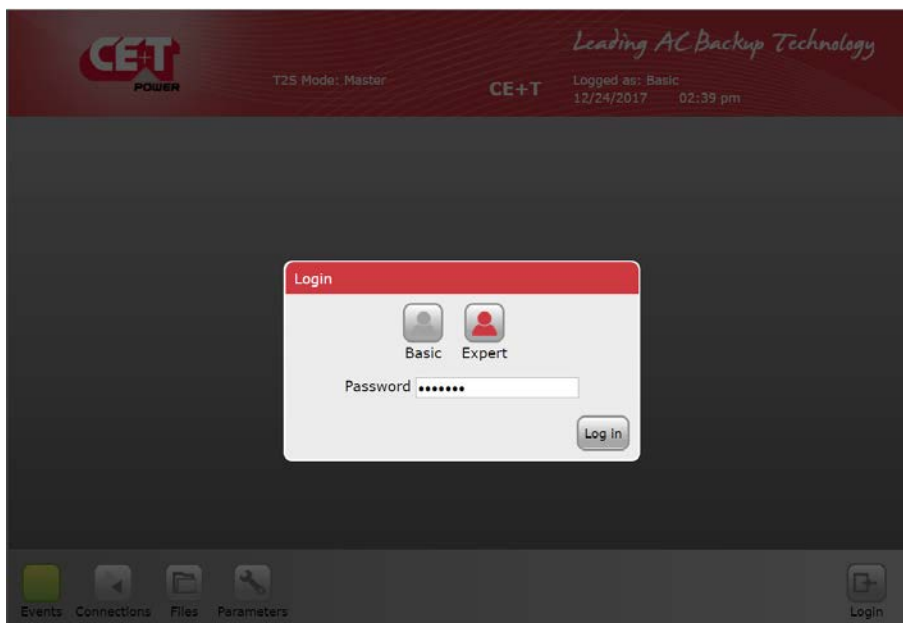 CE+T
POWER
Leading AC Backup Technology
T2S Mode: Master
CE+T
Logged as: Basic
12/24/2017 02:39 pm
Login
Basic Expert
Password •••••••
Log in
Events Connections Files Parameters Login